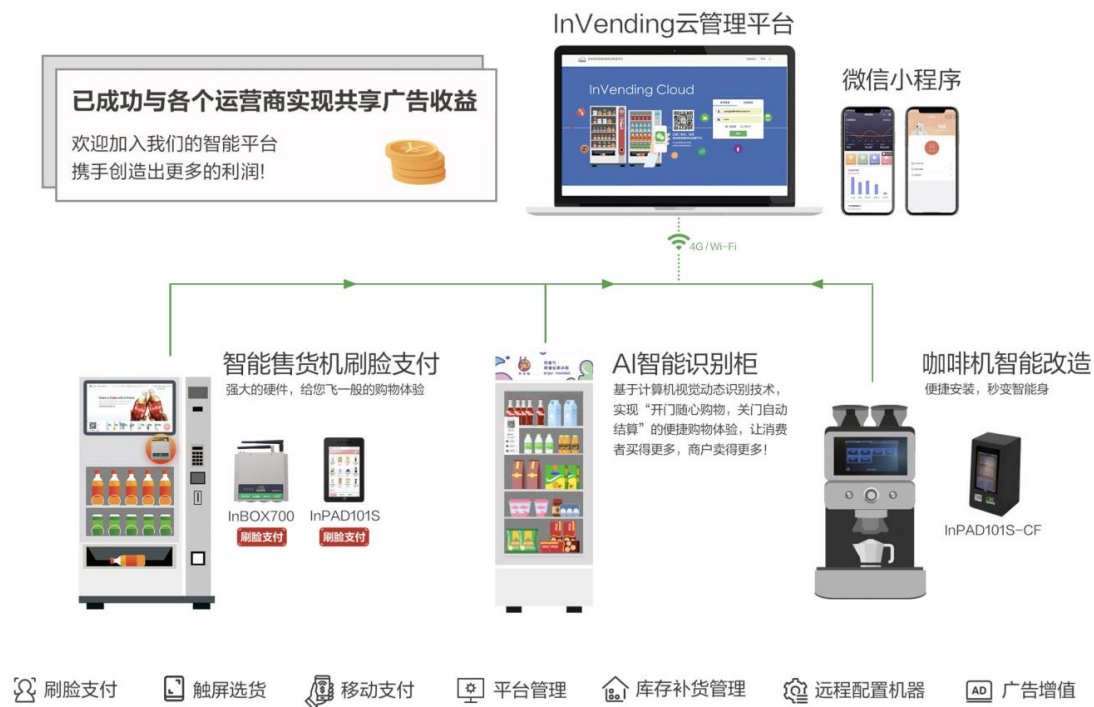 InVending云管理平台
已成功与各个运营商实现共享广告收益
欢迎加入我们的智能平台
携手创造出更多的利润!
InVending Cloud
微信小程序
4G/Wi-Fi
智能售货机刷脸支付
强大的硬件，给您飞一般的购物体验
InBOX700
刷脸支付
InPAD101S
刷脸支付
AI智能识别柜
基于计算机视觉动态识别技术，
实现“开门随心购物，关门自动
结算”的便捷购物体验，让消费
者买得更多，商户卖得更多!
咖啡机智能改造
便捷安装，秒变智能身
InPAD101S-CF
刷脸支付
触屏选货
移动支付
平台管理
库存补货管理
远程配置机器
AD
广告增值